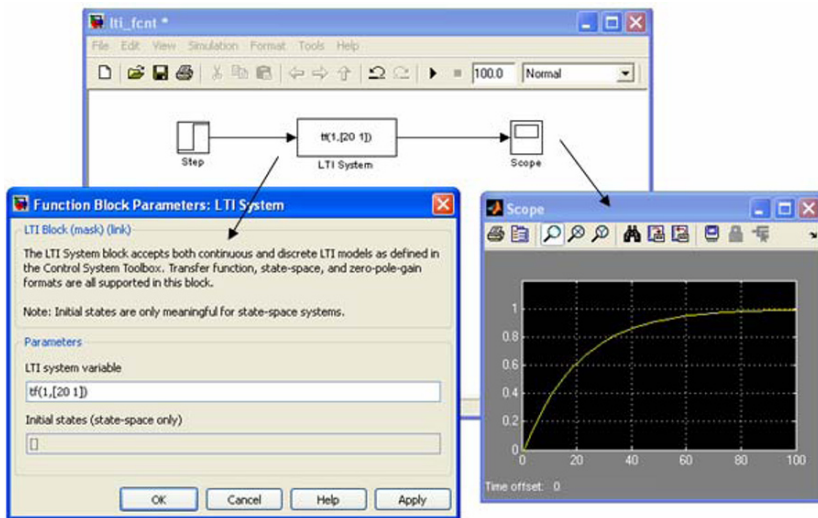 lti_fcnt *
File Edit View Simulation Format Tools Help
100.0 Normal
Step
tf(1,[20 1])
LTI System
Scope
Function Block Parameters: LTI System
LTI Block (mask) (link)
The LTI System block accepts both continuous and discrete LTI models as defined in
the Control System Toolbox. Transfer function, state-space, and zero-pole-gain
formats are all supported in this block.
Note: Initial states are only meaningful for state-space systems.
Parameters
LTI system variable
tf(1,[20 1])
Initial states (state-space only)
[]
OK Cancel Help Apply
Scope
1
0.8
0.6
0.4
0.2
0
0 20 40 60 80 100
Time offset: 0